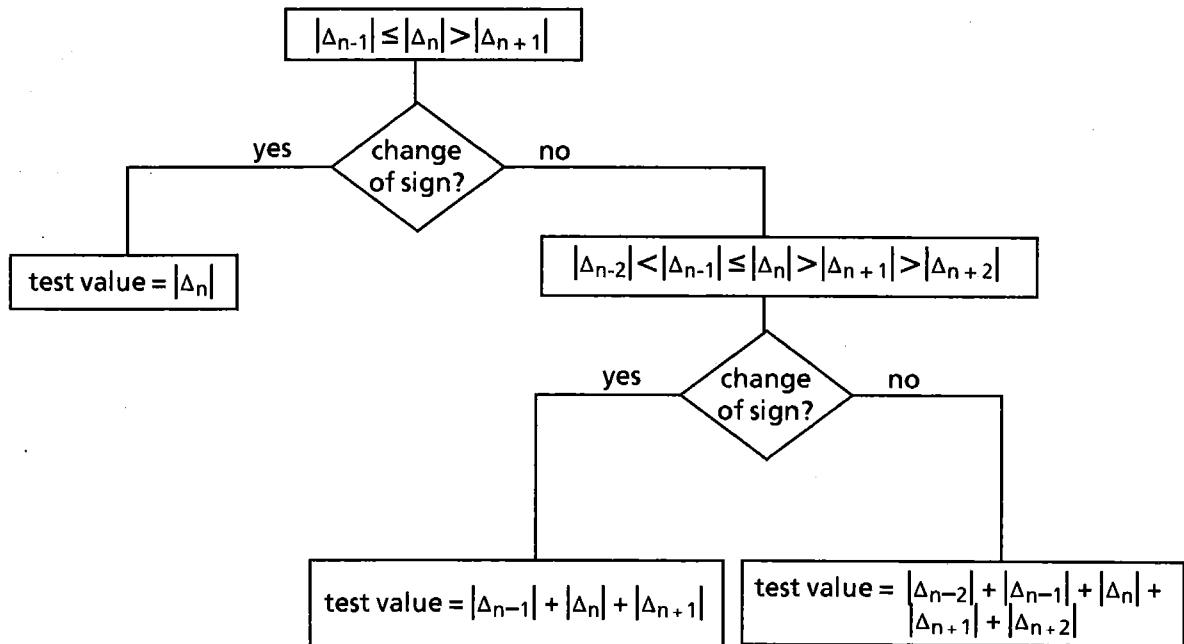 |Δn-1| ≤ |Δn| > |Δn+1|
yes
change
of sign?
no
test value = |Δn|
|Δn-2| < |Δn-1| ≤ |Δn| > |Δn+1| > |Δn+2|
yes
change
of sign?
no
test value = |Δn−1| + |Δn| + |Δn+1|
test value = |Δn−2| + |Δn−1| + |Δn| +
|Δn+1| + |Δn+2|